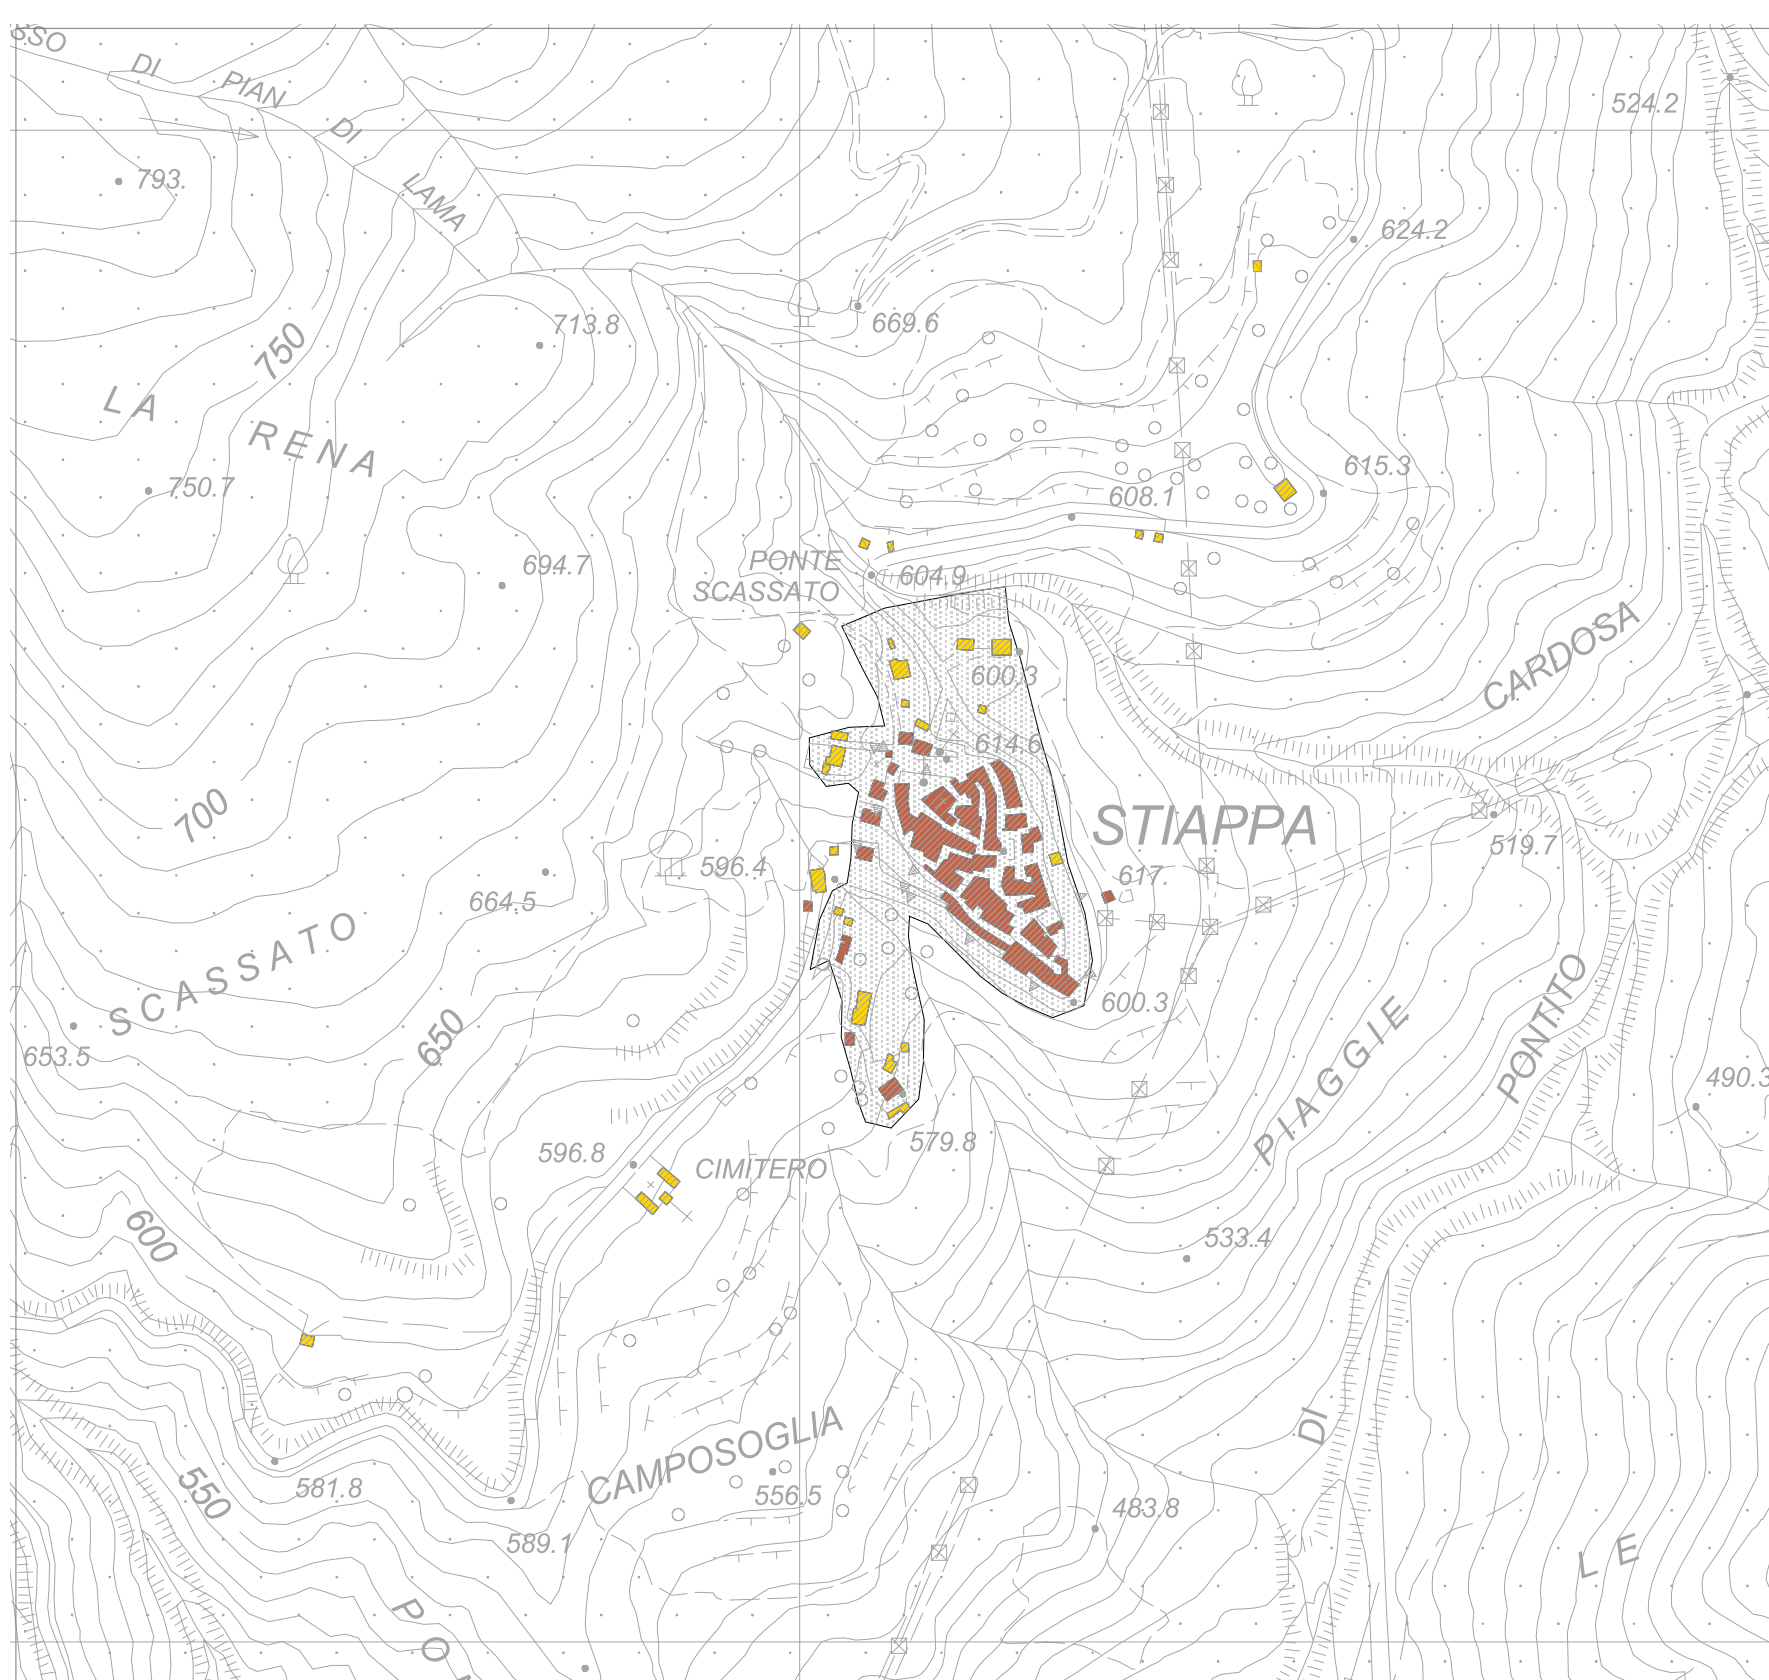 SSO
DI
PIAN
DI
LAMA
524.2
793.
624.2
713.8
669.6
750
LA
RENA
750.7
615.3
608.1
694.7
PONTE
SCASSATO
604.9
600.3
CARDOSA
614.6
700
STIAPPA
519.7
596.4
617.
664.5
SCASSATO
600.3
650
653.5
PIAGGIE
PONTITO
490.3
596.8
579.8
CIMITERO
600
533.4
CAMPOSOGLIA
DI
550
581.8
556.5
483.8
589.1
LE
PO